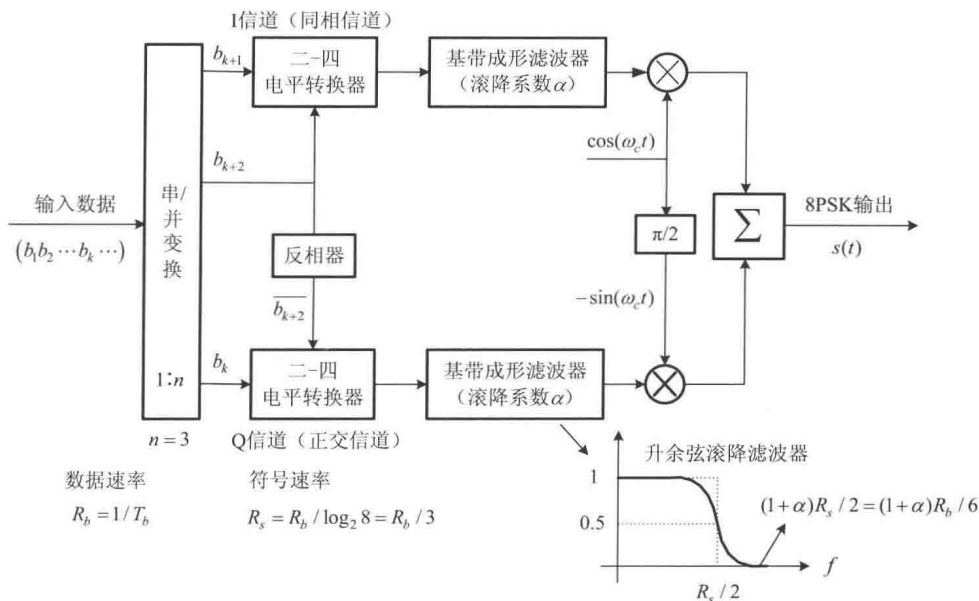 I信道（同相信道）
b_{k+1}
二-四
电平转换器
基带成形滤波器
（滚降系数α）
cos(ω_c t)
b_{k+2}
输入数据
(b_1b_2⋯b_k⋯)
串/
并
变
换
1:n
n=3
反相器
\overline{b_{k+2}}
π/2
−sin(ω_c t)
Σ
8PSK输出
s(t)
b_k
二-四
电平转换器
基带成形滤波器
（滚降系数α）
Q信道（正交信道）
数据速率
R_b=1/T_b
符号速率
R_s=R_b/log_2 8=R_b/3
升余弦滚降滤波器
1
0.5
(1+α)R_s/2=(1+α)R_b/6
f
R_s/2